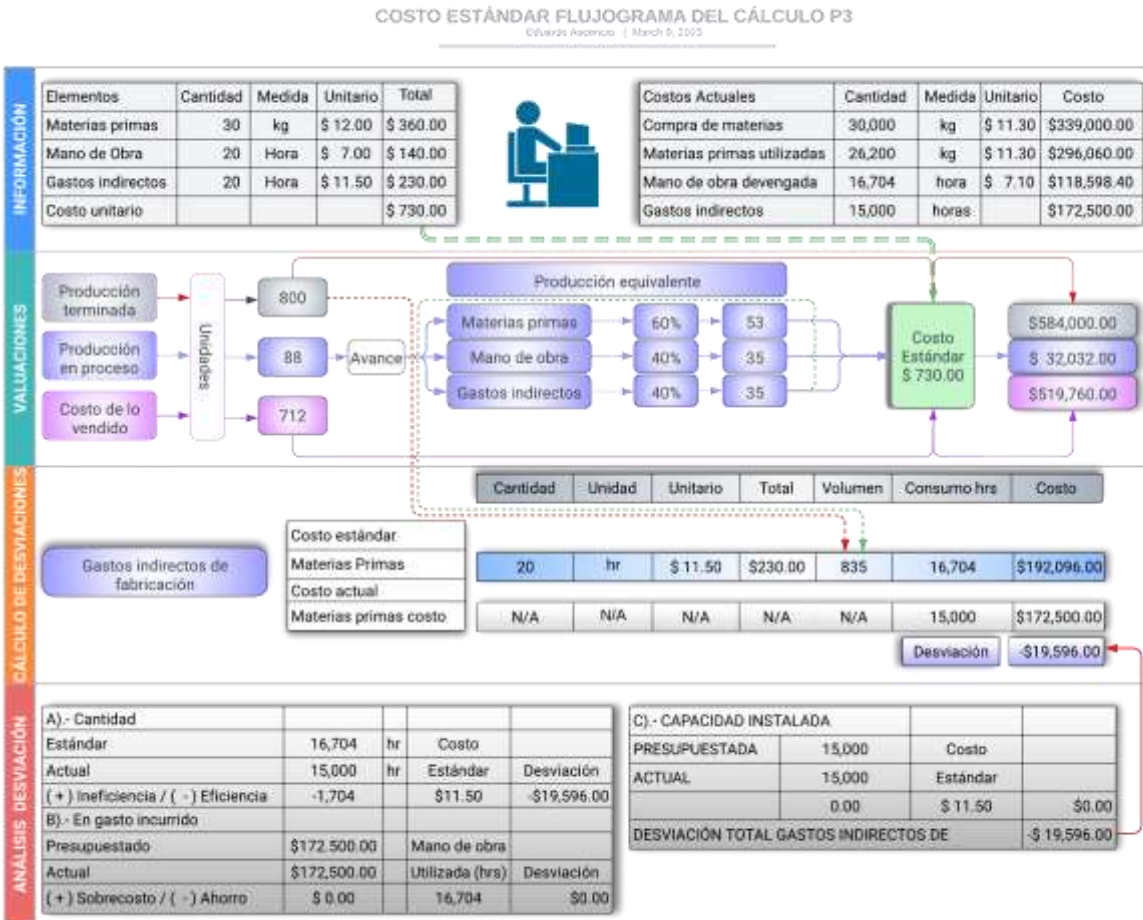 COSTO ESTÁNDAR FLUJOGRAMA DEL CÁLCULO P3
Eduardo Ascencio | March 9, 2023
INFORMACIÓN
Elementos Cantidad Medida Unitario Total
Materias primas 30 kg $ 12.00 $ 360.00
Mano de Obra 20 Hora $ 7.00 $ 140.00
Gastos indirectos 20 Hora $ 11.50 $ 230.00
Costo unitario $ 730.00
Costos Actuales Cantidad Medida Unitario Costo
Compra de materias 30,000 kg $ 11.30 $339,000.00
Materias primas utilizadas 26,200 kg $ 11.30 $296,060.00
Mano de obra devengada 16,704 hora $ 7.10 $118,598.40
Gastos indirectos 15,000 horas $172,500.00
VALUACIONES
Producción
terminada
Producción
en proceso
Costo de lo
vendido
Unidades
800
88
712
Avance
Producción equivalente
Materias primas 60% 53
Mano de obra 40% 35
Gastos indirectos 40% 35
Costo
Estándar
$ 730.00
$584,000.00
$ 32,032.00
$519,760.00
CÁLCULO DE DESVIACIONES
Cantidad Unidad Unitario Total Volumen Consumo hrs Costo
Gastos indirectos de
fabricación
Costo estándar
Materias Primas 20 hr $ 11.50 $230.00 835 16,704 $192,096.00
Costo actual
Materias primas costo N/A N/A N/A N/A N/A 15,000 $172,500.00
Desviación -$19,596.00
ANÁLISIS DESVIACIÓN
A).- Cantidad
Estándar 16,704 hr Costo
Actual 15,000 hr Estándar Desviación
( + ) Ineficiencia / ( - ) Eficiencia -1,704 $11.50 -$19,596.00
B).- En gasto incurrido
Presupuestado $172.500.00 Mano de obra
Actual $172,500.00 Utilizada (hrs) Desviación
( + ) Sobrecosto / ( - ) Ahorro $ 0.00 16,704 $0.00
C).- CAPACIDAD INSTALADA
PRESUPUESTADA 15,000 Costo
ACTUAL 15,000 Estándar
0.00 $ 11.50 $0.00
DESVIACIÓN TOTAL GASTOS INDIRECTOS DE -$ 19,596.00